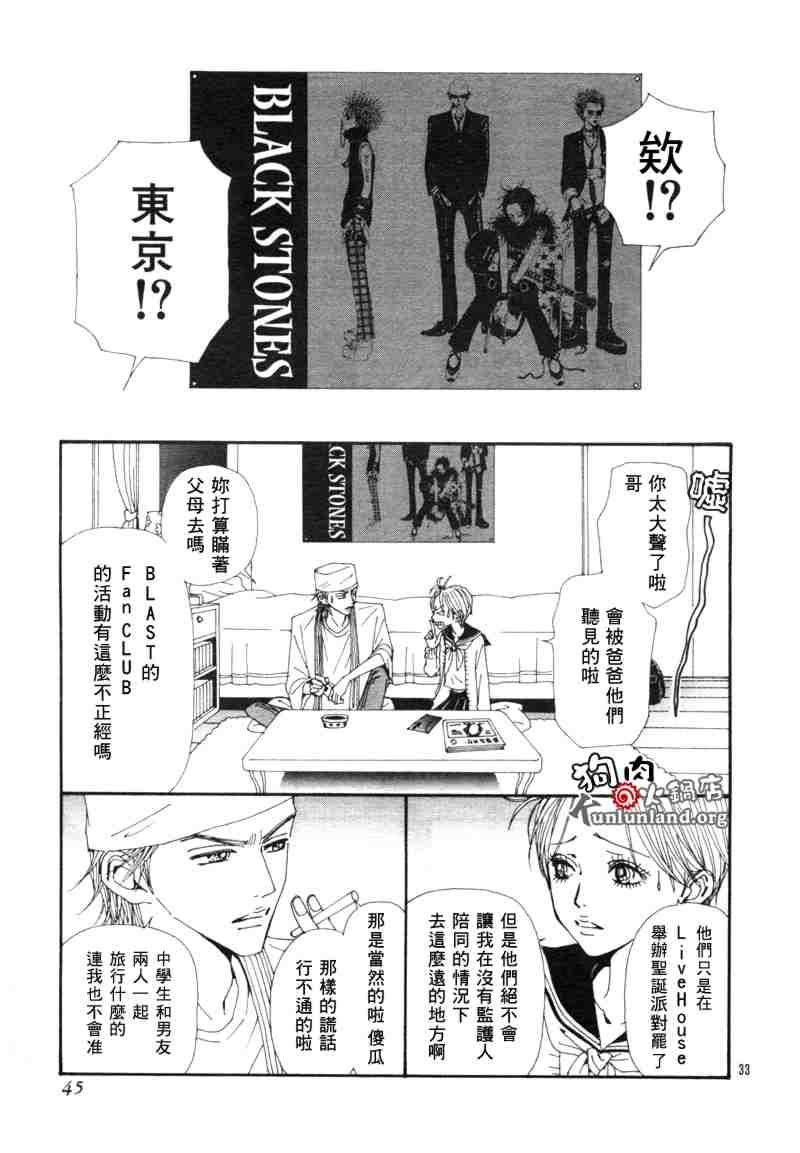 欸!?
BLACK STONES
東京!?
噓
你太大聲了啦
哥
會被爸爸他們
聽見的啦
妳打算瞞著
父母去嗎
BLAST的
FanCLUB
的活動有這麼不正經嗎
ACK STONES
狗肉
火鍋店
Kunlunland.org
他們只是在
LiveHouse
舉辦聖誕派對罷了
但是他們絕不會
讓我在沒有監護人
陪同的情況下
去這麼遠的地方啊
那是當然的啦 傻瓜
那樣的謊話
行不通的啦
中學生和男友
兩人一起
旅行什麼的
連我也不會准
33
45